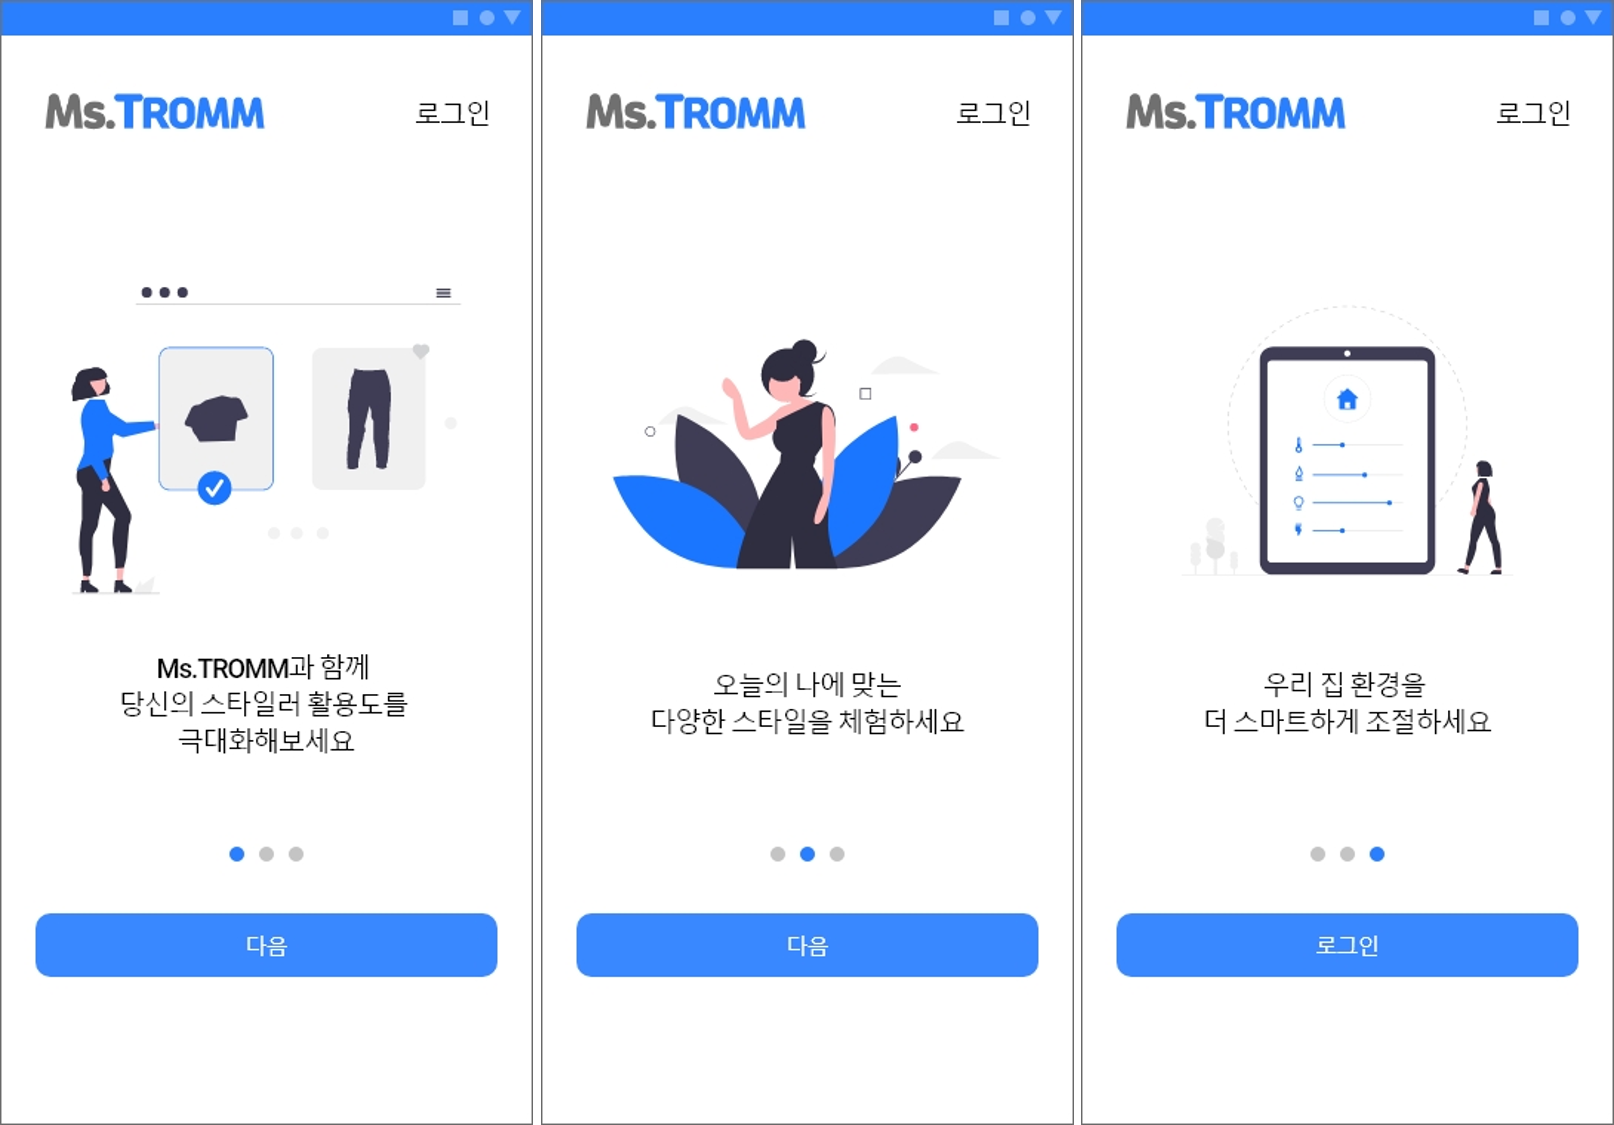 Ms.TROMM
로그인
Ms.TROMM과 함께
당신의 스타일러 활용도를
극대화해보세요
다음
Ms.TROMM
로그인
오늘의 나에 맞는
다양한 스타일을 체험하세요
다음
Ms.TROMM
로그인
우리 집 환경을
더 스마트하게 조절하세요
로그인